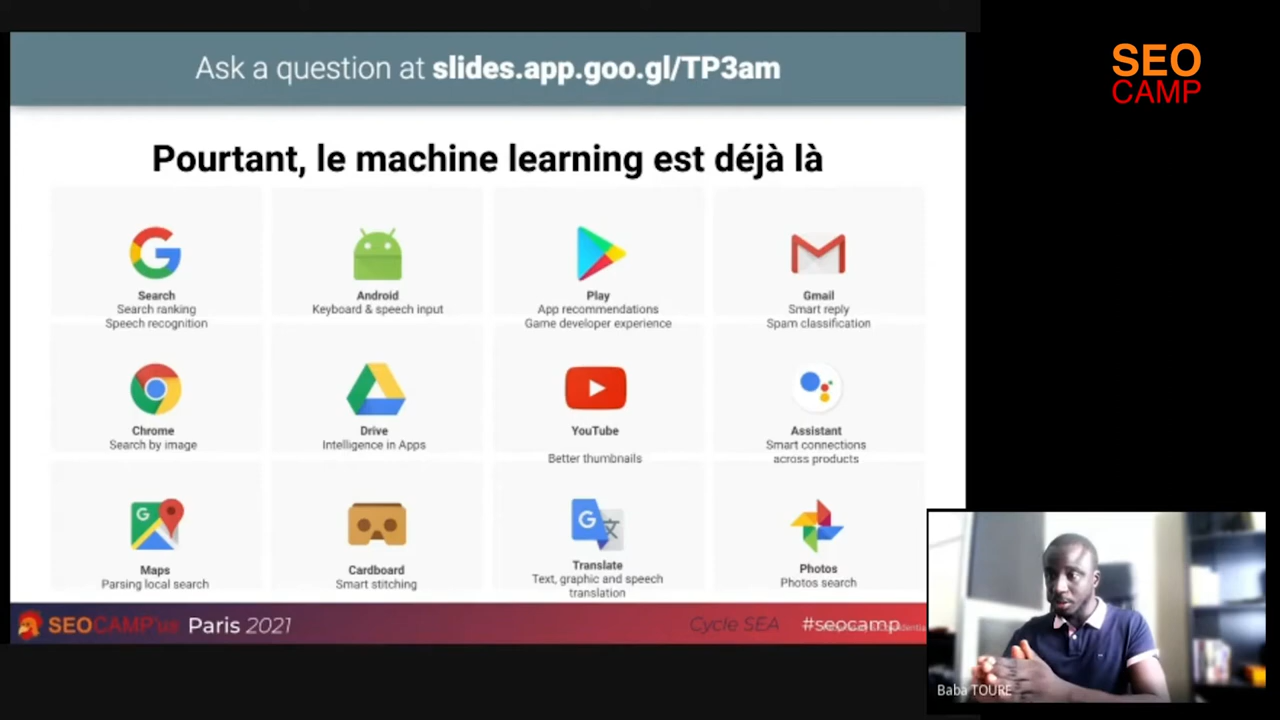 Ask a question at slides.app.goo.gl/TP3am
SEO
CAMP
Pourtant, le machine learning est déjà là
Search
Search ranking
Speech recognition
Android
Keyboard & speech input
Play
App recommendations
Game developer experience
Gmail
Smart reply
Spam classification
Chrome
Search by image
Drive
Intelligence in Apps
YouTube
Better thumbnails
Assistant
Smart connections
across products
Maps
Parsing local search
Cardboard
Smart stitching
Translate
Text, graphic and speech
translation
Photos
Photos search
SEOCAMP'us Paris 2021
Cycle SEA #seocamp
Baba TOURE